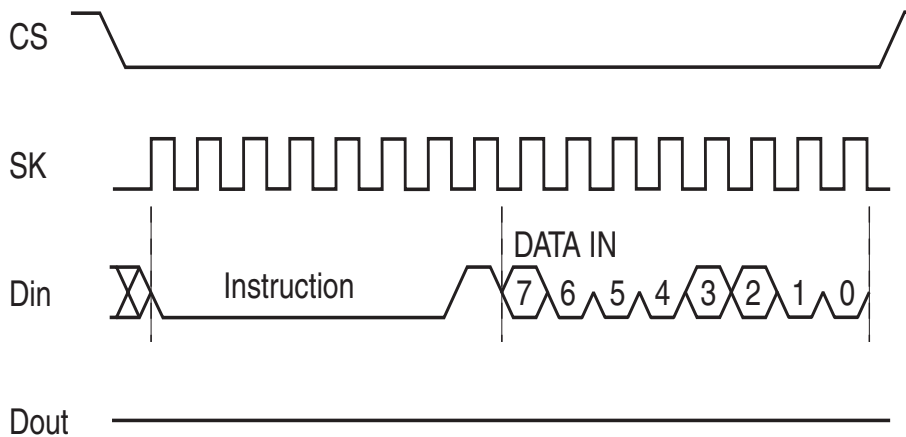 CS
SK
DATA IN
Din Instruction 7 6 5 4 3 2 1 0
Dout